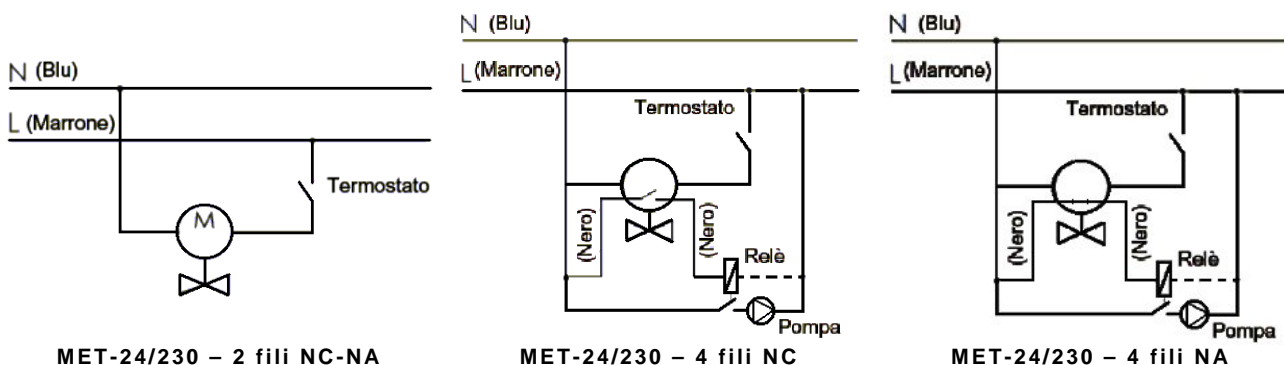 N (Blu)
L (Marrone)
Termostato
M
MET-24/230 – 2 fili NC-NA
N (Blu)
L (Marrone)
Termostato
(Nero)
(Nero)
Relè
Pompa
MET-24/230 – 4 fili NC
N (Blu)
L (Marrone)
Termostato
(Nero)
(Nero)
Relè
Pompa
MET-24/230 – 4 fili NA